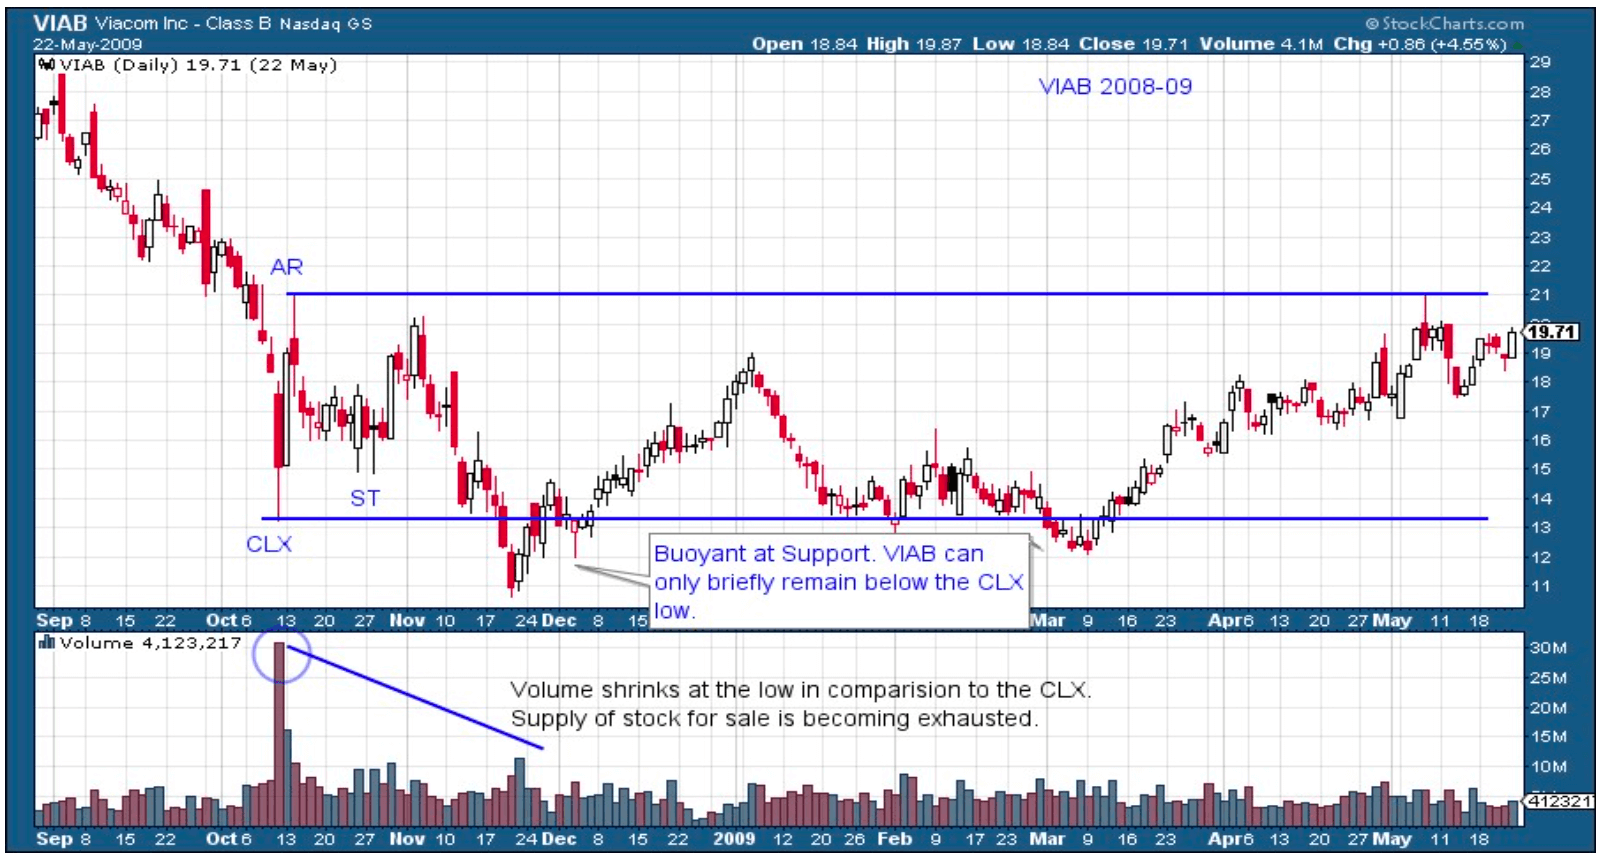 VIAB Viacom Inc - Class B Nasdaq GS
© StockCharts.com
22-May-2009
Open 18.84 High 19.87 Low 18.84 Close 19.71 Volume 4.1M Chg +0.86 (+4.55%)
VIAB (Daily) 19.71 (22 May)
VIAB 2008-09
29
28
27
26
25
24
23
22
21
19.71
19
18
17
16
15
14
13
12
11
AR
ST
CLX
Buoyant at Support. VIAB can
only briefly remain below the CLX
low.
Sep 8 15 22 Oct 6 13 20 27 Nov 10 17 24 Dec 8 15 Mar 9 16 23 Apr 6 13 20 27 May 11 18
Volume 4,123,217
30M
25M
20M
15M
10M
412321
Volume shrinks at the low in comparision to the CLX.
Supply of stock for sale is becoming exhausted.
Sep 8 15 22 Oct 6 13 20 27 Nov 10 17 24 Dec 8 15 22 2009 12 20 26 Feb 9 17 23 Mar 9 16 23 Apr 6 13 20 27 May 11 18